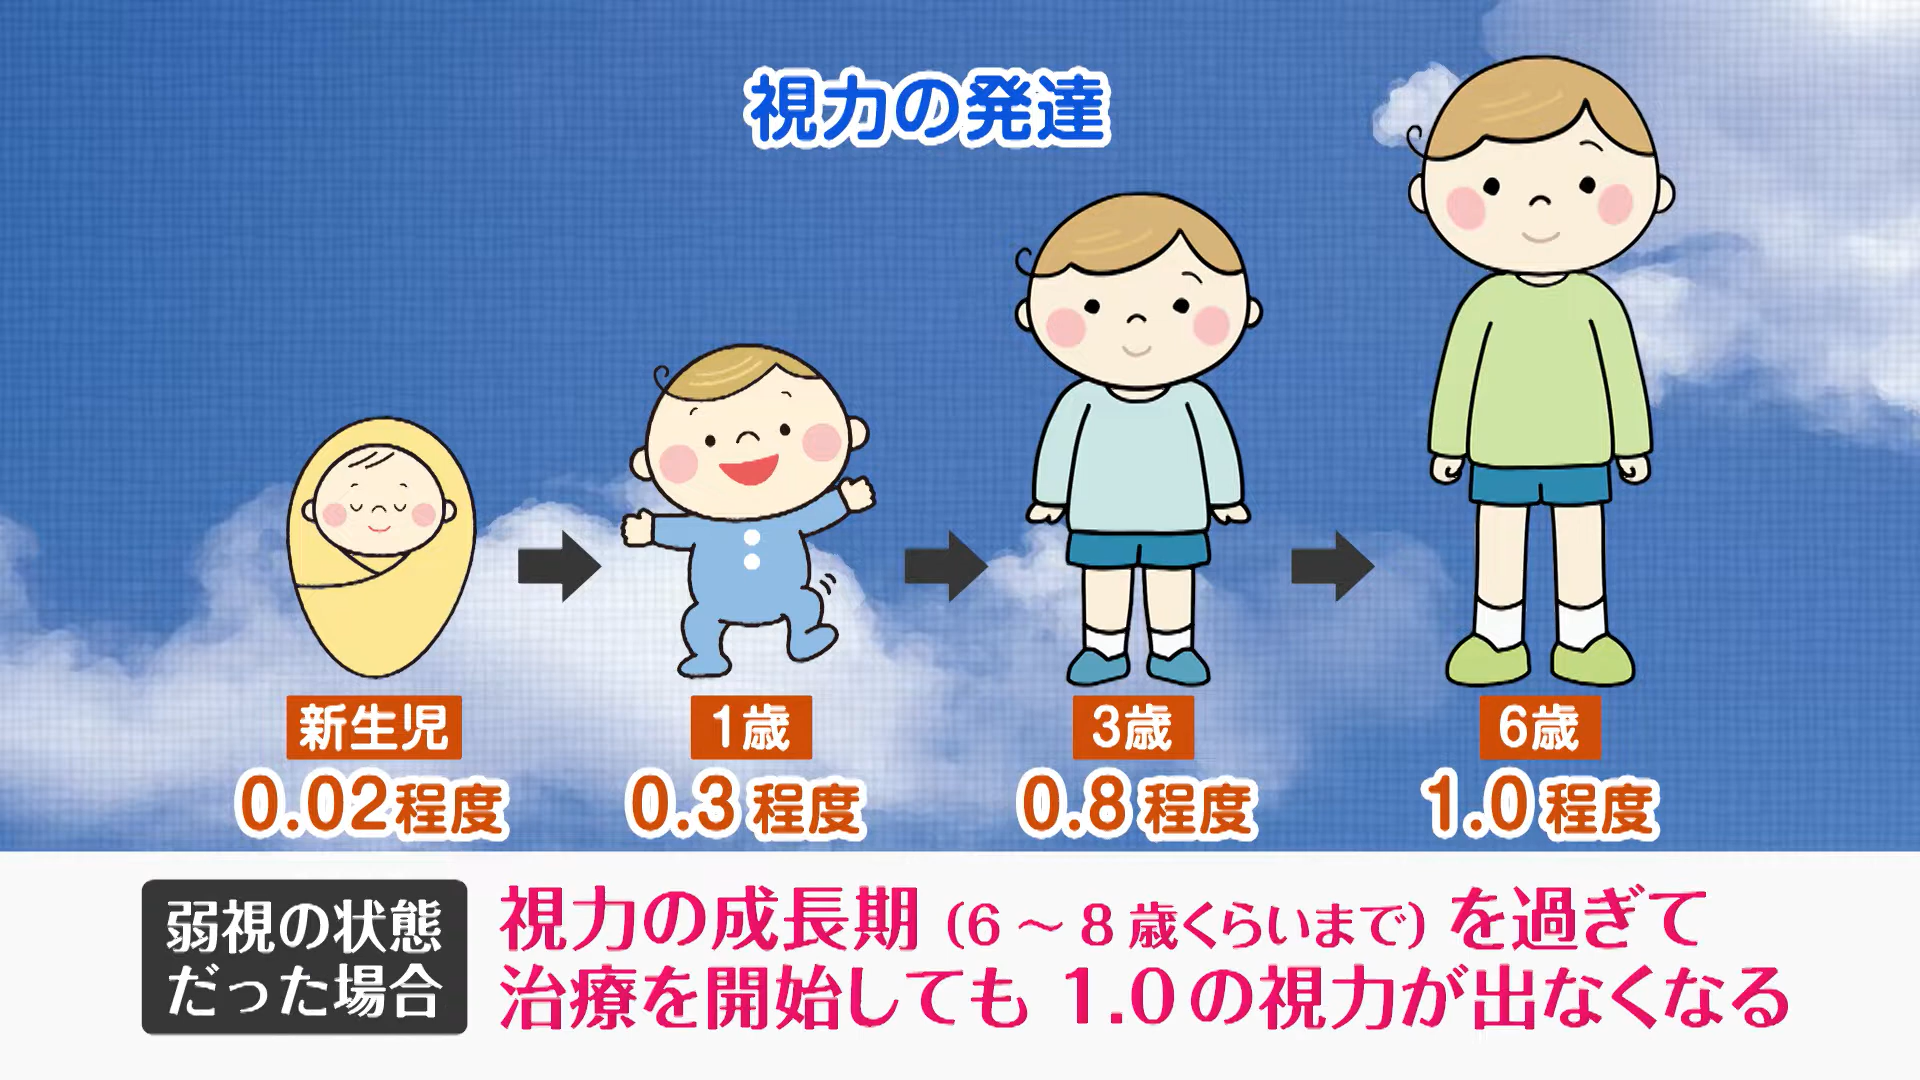 視力の発達
新生児
0.02程度
1歳
0.3程度
3歳
0.8程度
6歳
1.0程度
弱視の状態
だった場合
視力の成長期(6~8歳くらいまで)を過ぎて
治療を開始しても1.0の視力が出なくなる